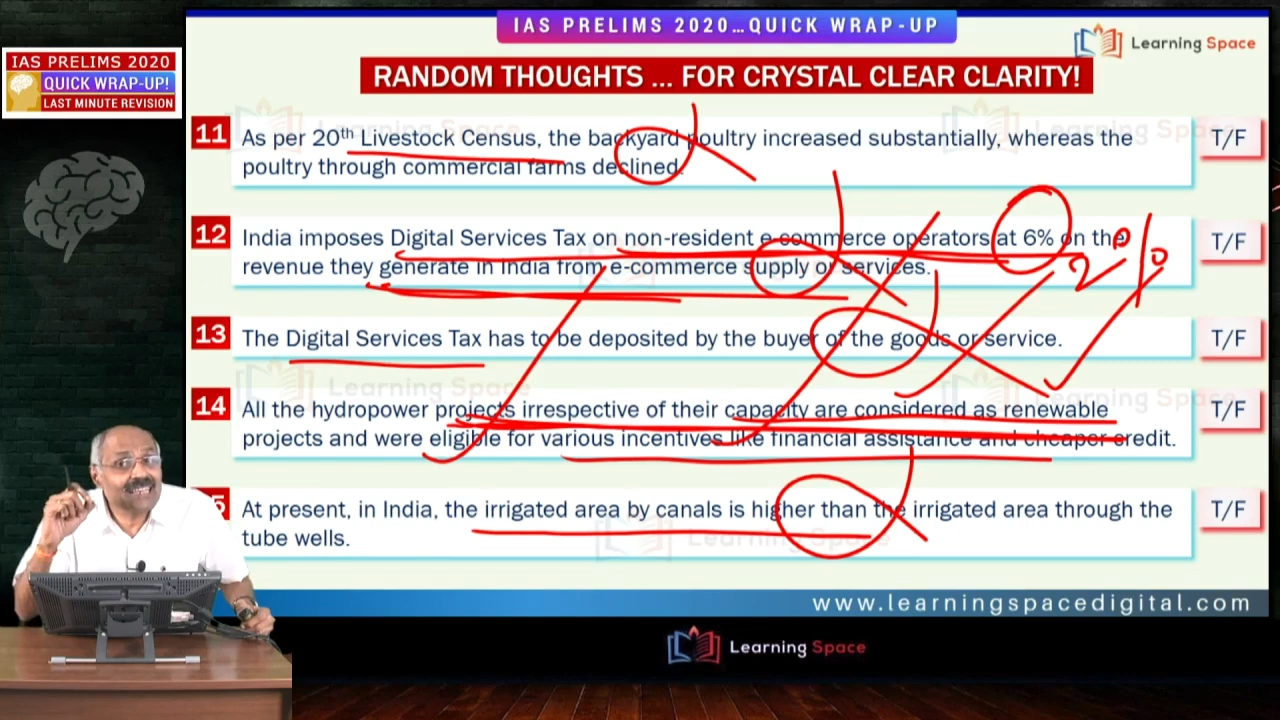 IAS PRELIMS 2020...QUICK WRAP-UP
Learning Space
IAS PRELIMS 2020
QUICK WRAP-UP!
LAST MINUTE REVISION
RANDOM THOUGHTS ... FOR CRYSTAL CLEAR CLARITY!
11 As per 20th Livestock Census, the backyard poultry increased substantially, whereas the T/F
poultry through commercial farms declined.
12 India imposes Digital Services Tax on non-resident e-commerce operators at 6% on the T/F
revenue they generate in India from e-commerce supply or services.
2%
13 The Digital Services Tax has to be deposited by the buyer of the goods or service. T/F
14 All the hydropower projects irrespective of their capacity are considered as renewable T/F
projects and were eligible for various incentives like financial assistance and cheaper credit.
At present, in India, the irrigated area by canals is higher than the irrigated area through the T/F
tube wells.
www.learningspacedigital.com
Learning Space